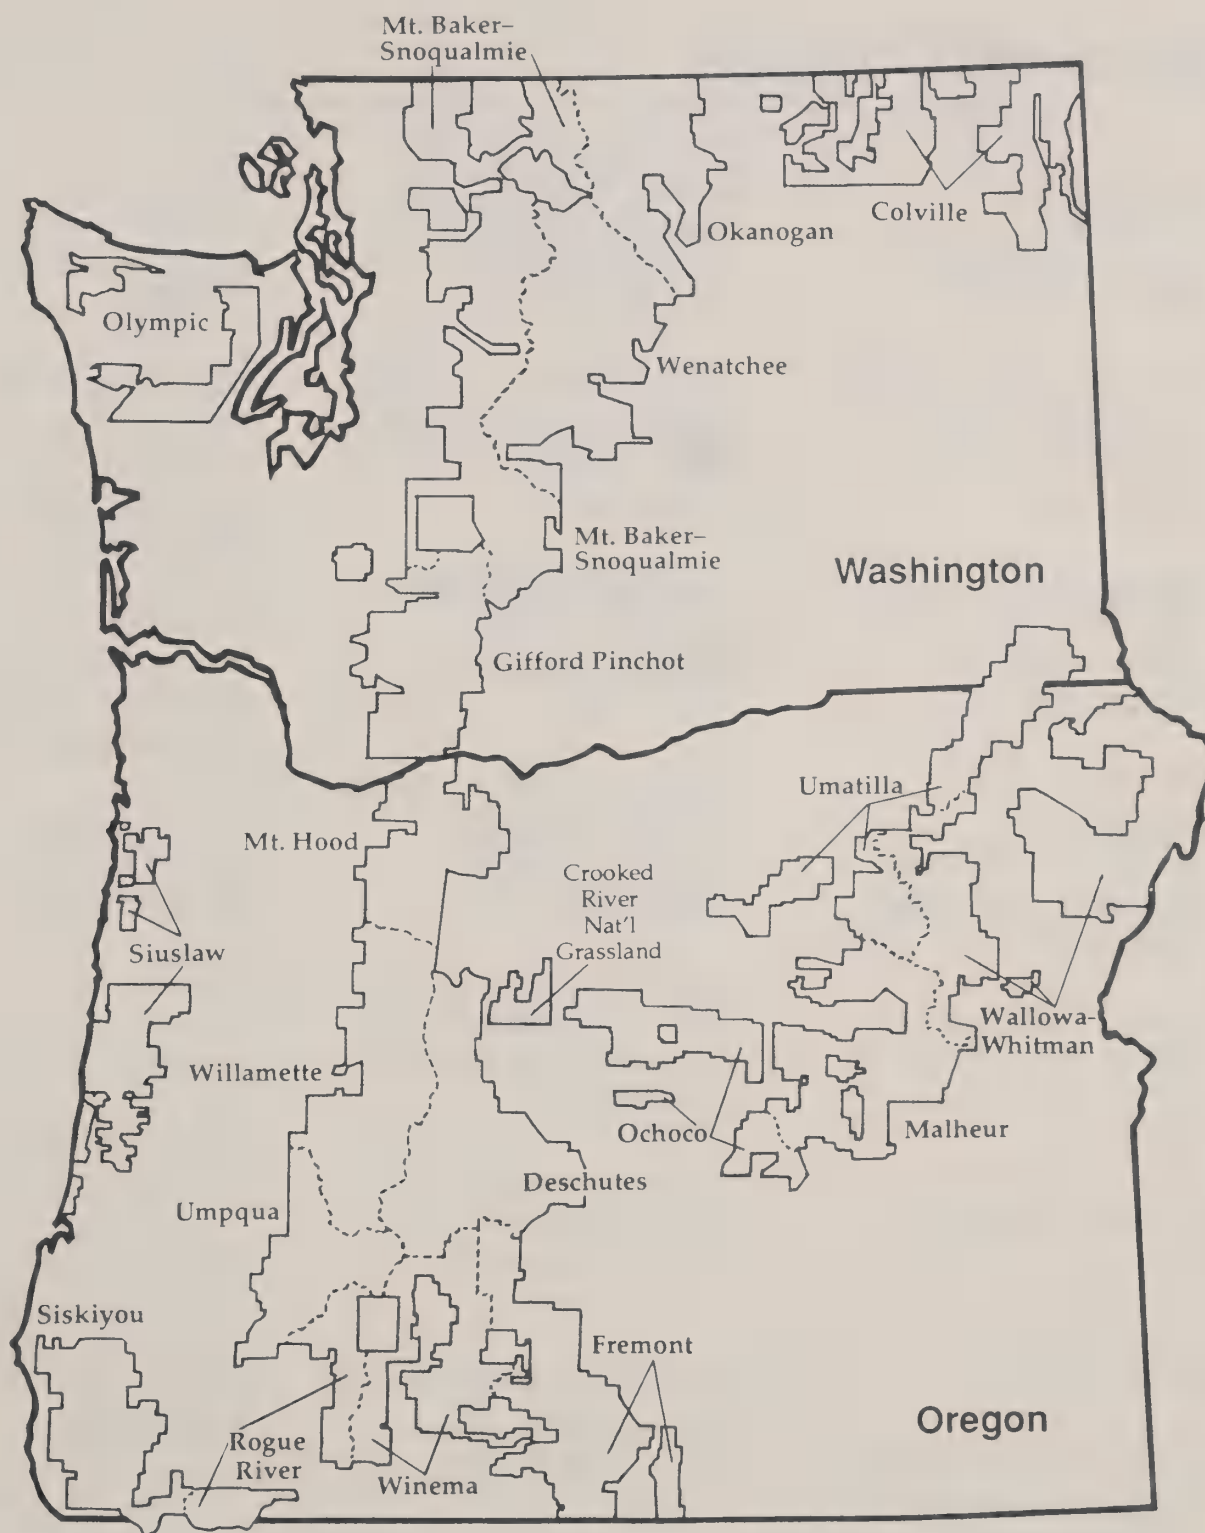 Mt. Baker–
Snoqualmie
Colville
Okanogan
Olympic
Wenatchee
Mt. Baker–
Snoqualmie
Washington
Gifford Pinchot
Umatilla
Mt. Hood
Crooked
River
Nat'l
Grassland
Siuslaw
Wallowa-
Whitman
Willamette
Ochoco
Malheur
Deschutes
Umpqua
Siskiyou
Fremont
Oregon
Rogue
River
Winema